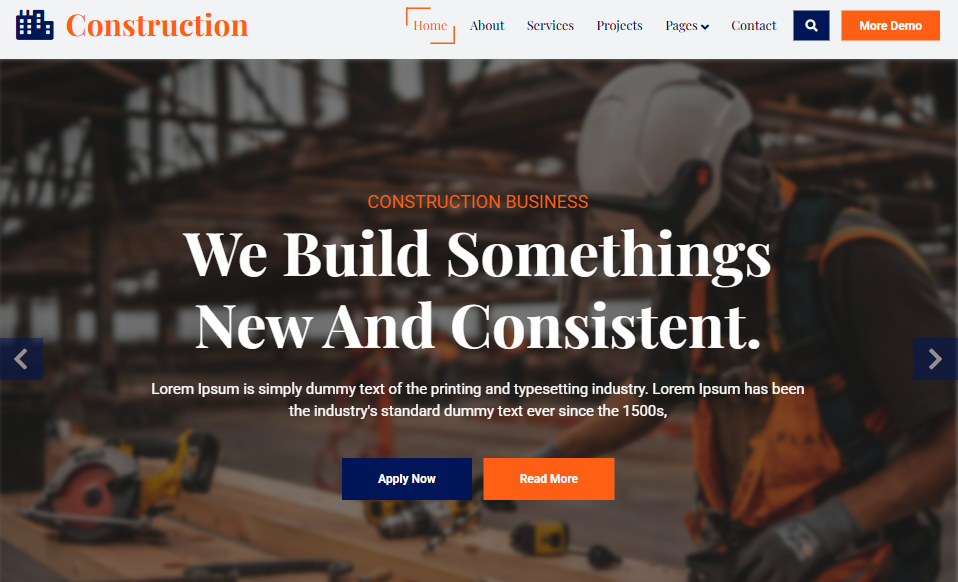 Construction
Home About Services Projects Pages Contact More Demo
CONSTRUCTION BUSINESS
We Build Somethings
New And Consistent.
Lorem Ipsum is simply dummy text of the printing and typesetting industry. Lorem Ipsum has been
the industry's standard dummy text ever since the 1500s,
Apply Now Read More